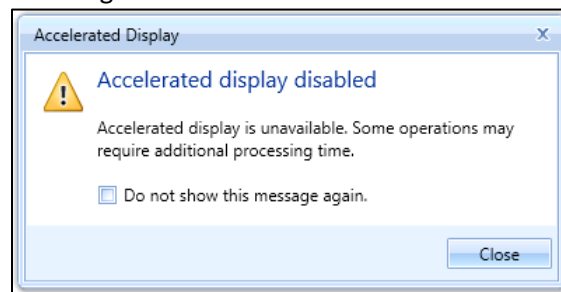 Accelerated Display
Accelerated display disabled
Accelerated display is unavailable. Some operations may
require additional processing time.
Do not show this message again.
Close